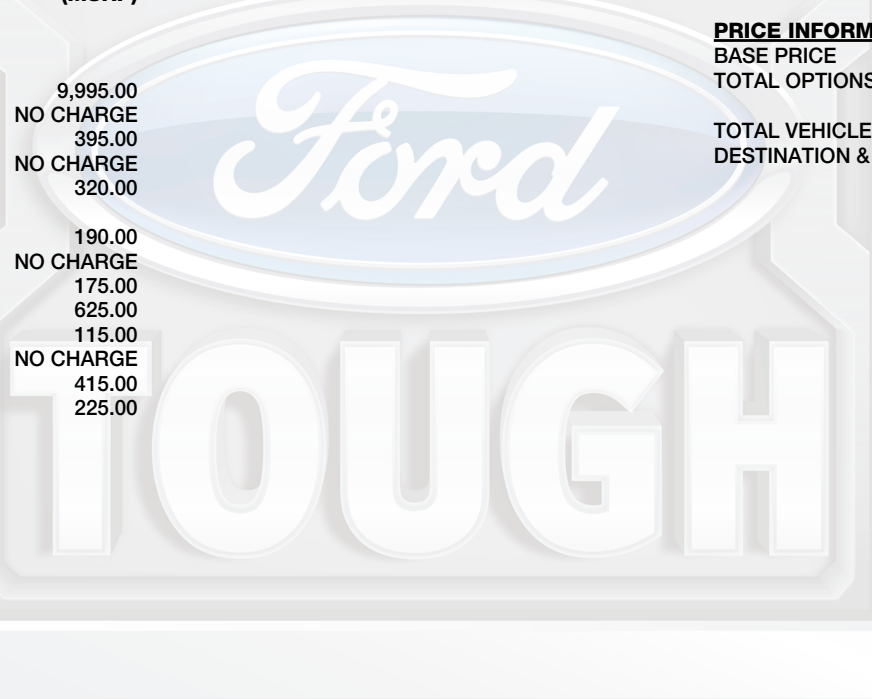 (MSRP)
9,995.00
NO CHARGE
395.00
NO CHARGE
320.00
190.00
NO CHARGE
175.00
625.00
115.00
NO CHARGE
415.00
225.00
PRICE INFORM
BASE PRICE
TOTAL OPTIONS
TOTAL VEHICLE
DESTINATION &
Ford
TOUGH